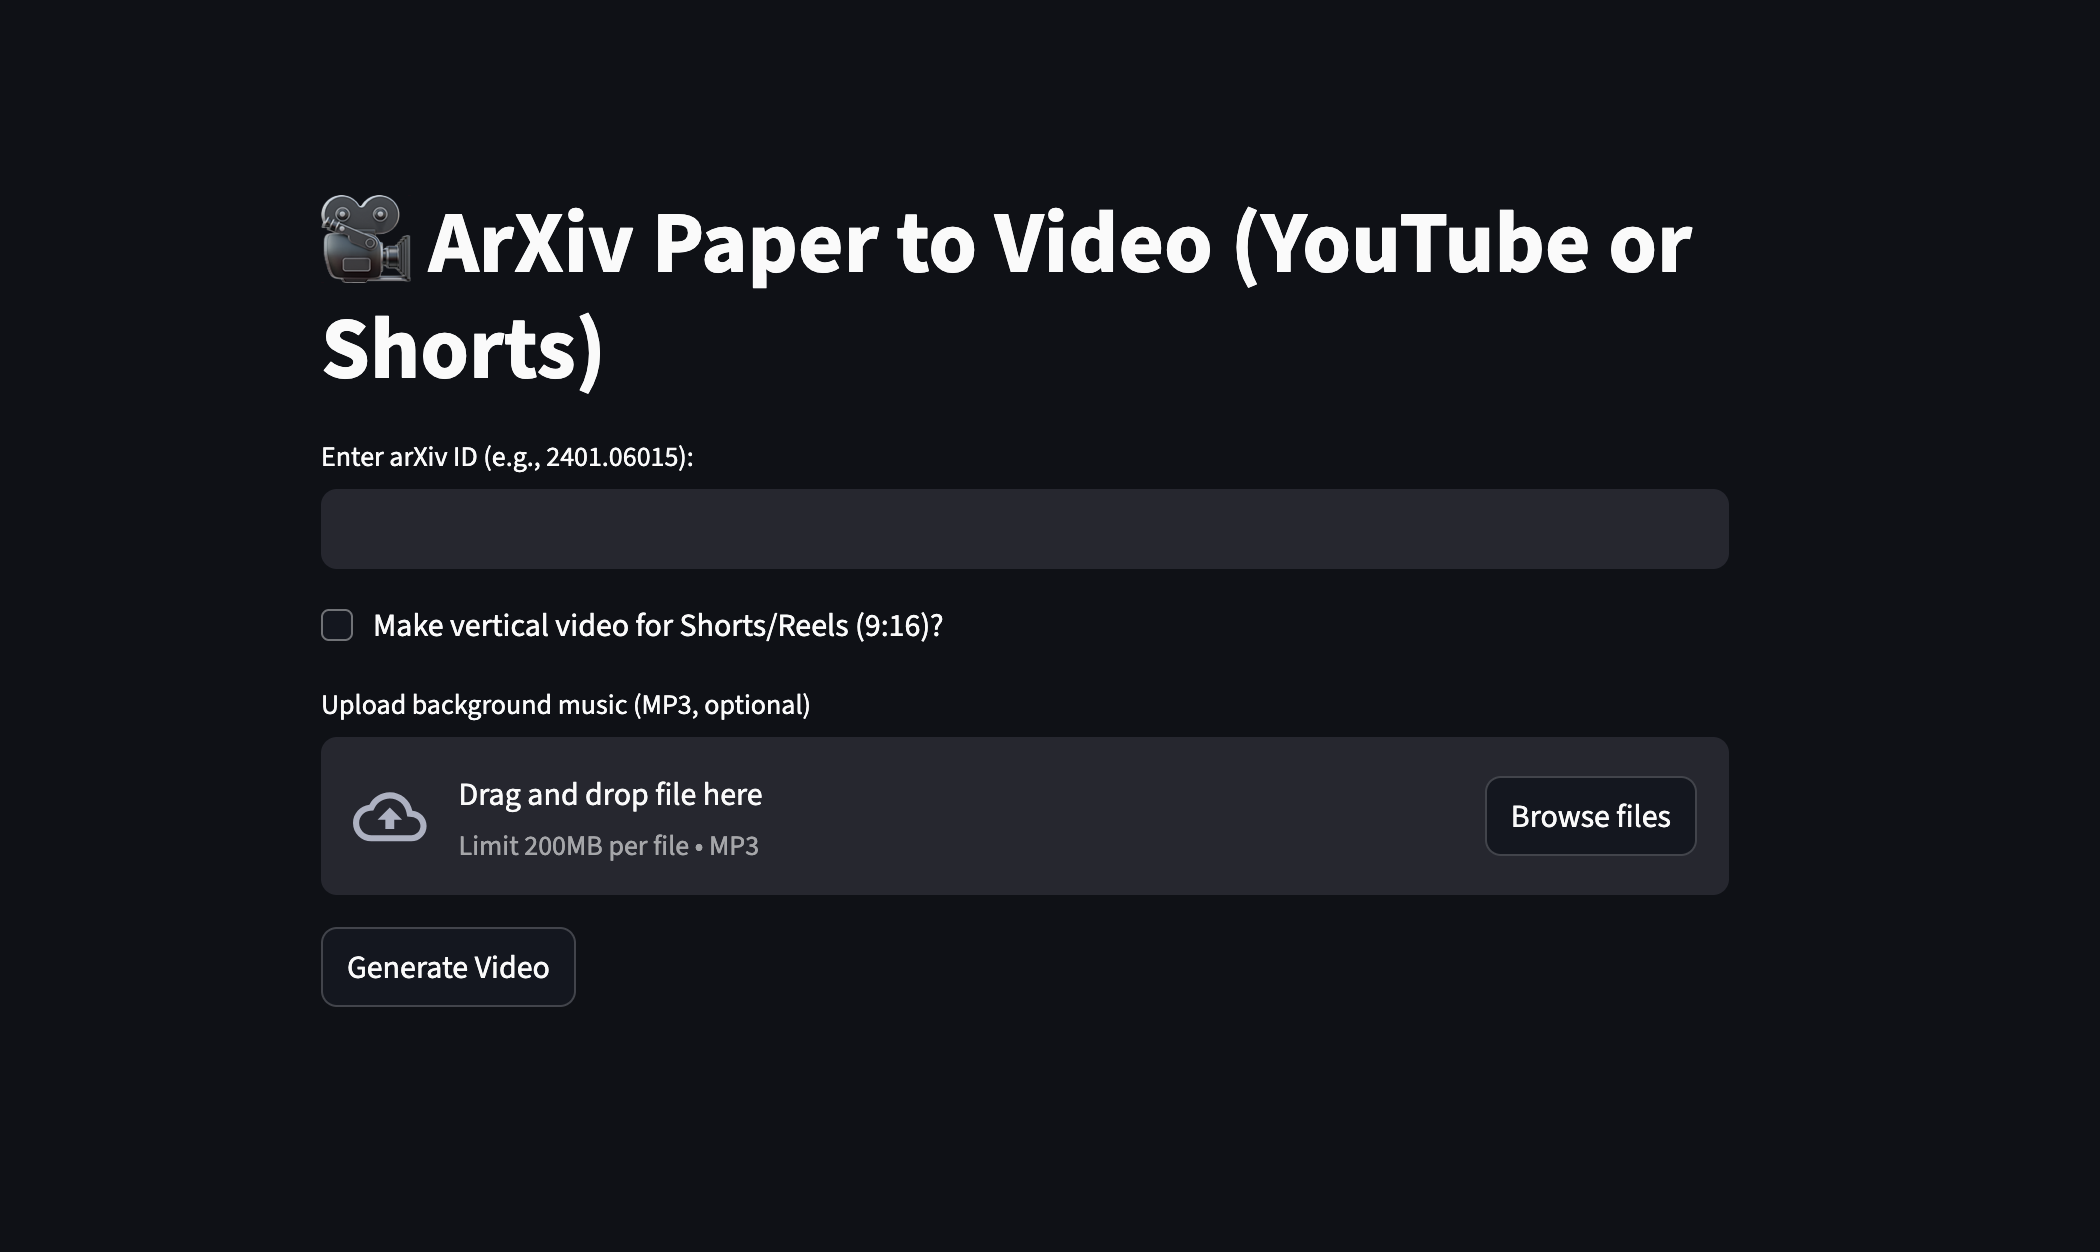 ArXiv Paper to Video (YouTube or
Shorts)
Enter arXiv ID (e.g., 2401.06015):
Make vertical video for Shorts/Reels (9:16)?
Upload background music (MP3, optional)
Drag and drop file here
Limit 200MB per file • MP3
Browse files
Generate Video